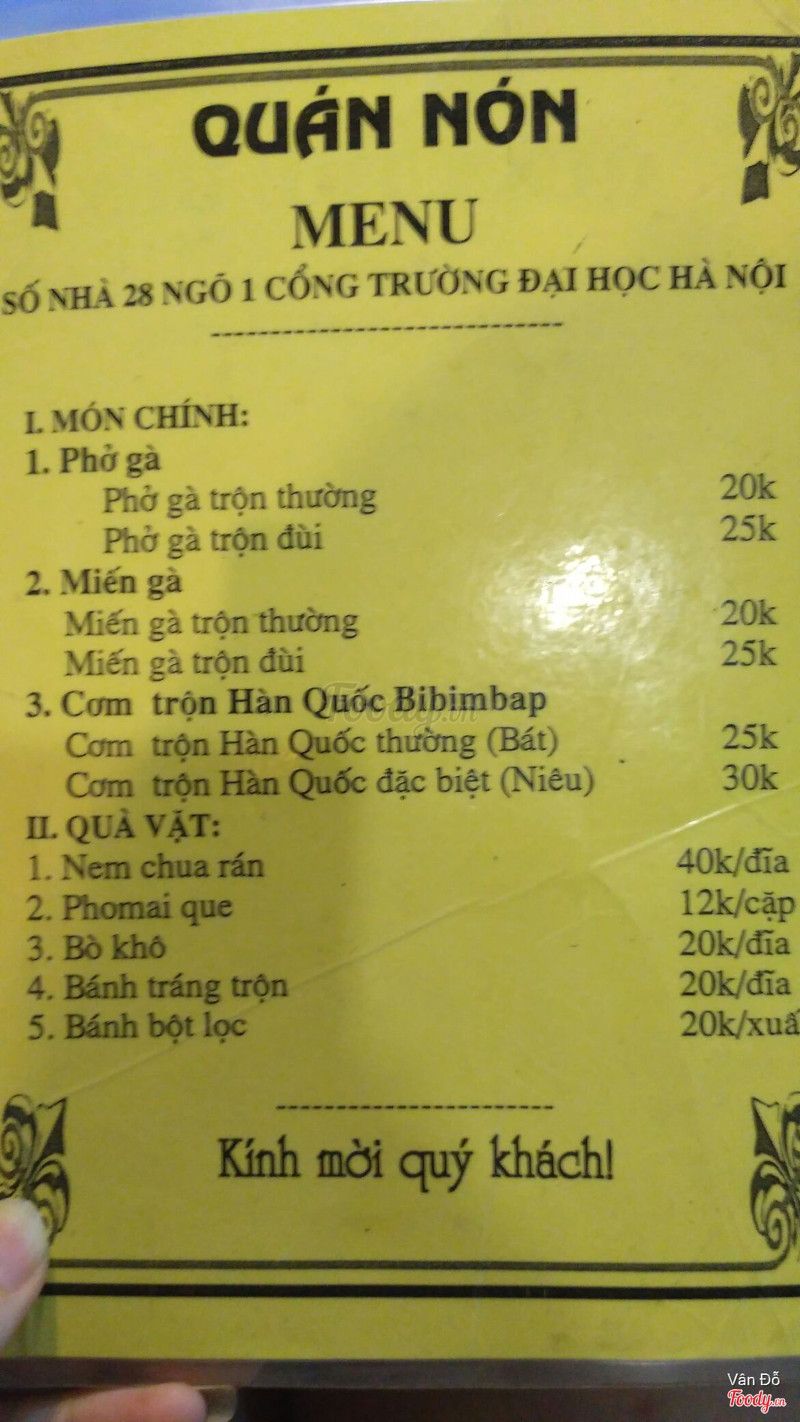 QUÁN NÓN
MENU
SỐ NHÀ 28 NGÕ 1 CỔNG TRƯỜNG ĐẠI HỌC HÀ NỘI
I. MÓN CHÍNH:
1. Phở gà
Phở gà trộn thường 20k
Phở gà trộn đùi 25k
2. Miến gà
Miến gà trộn thường 20k
Miến gà trộn đùi 25k
3. Cơm trộn Hàn Quốc Bibimbap
Cơm trộn Hàn Quốc thường (Bát) 25k
Cơm trộn Hàn Quốc đặc biệt (Niêu) 30k
II. QUÀ VẶT:
1. Nem chua rán 40k/đĩa
2. Phomai que 12k/cặp
3. Bò khô 20k/đĩa
4. Bánh tráng trộn 20k/đĩa
5. Bánh bột lọc 20k/xuấ
Kính mời quý khách!
Foody.vn
Vân Đỗ
Foody.vn